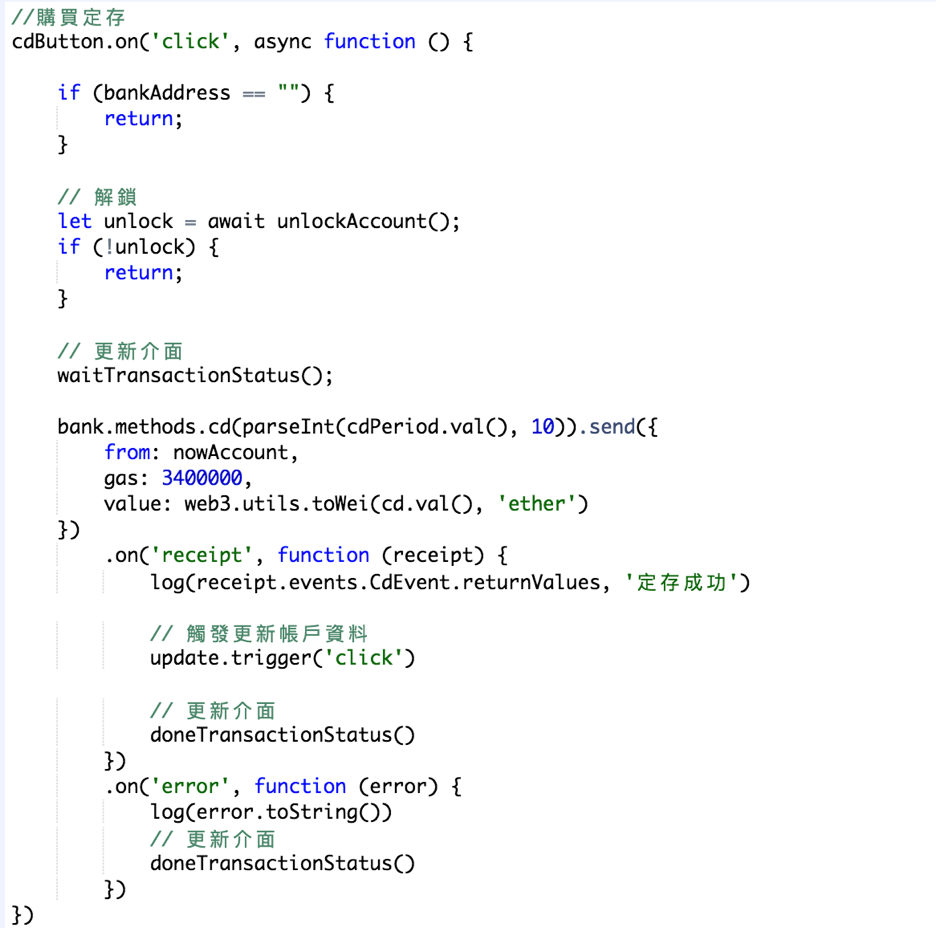 //購買定存
cdButton.on('click', async function () {
    if (bankAddress == "") {
        return;
    }
    // 解鎖
    let unlock = await unlockAccount();
    if (!unlock) {
        return;
    }
    // 更新介面
    waitTransactionStatus();
    bank.methods.cd(parseInt(cdPeriod.val(), 10)).send({
        from: nowAccount,
        gas: 3400000,
        value: web3.utils.toWei(cd.val(), 'ether')
    })
        .on('receipt', function (receipt) {
            log(receipt.events.CdEvent.returnValues, '定存成功')
            // 觸發更新帳戶資料
            update.trigger('click')
            // 更新介面
            doneTransactionStatus()
        })
        .on('error', function (error) {
            log(error.toString())
            // 更新介面
            doneTransactionStatus()
        })
})